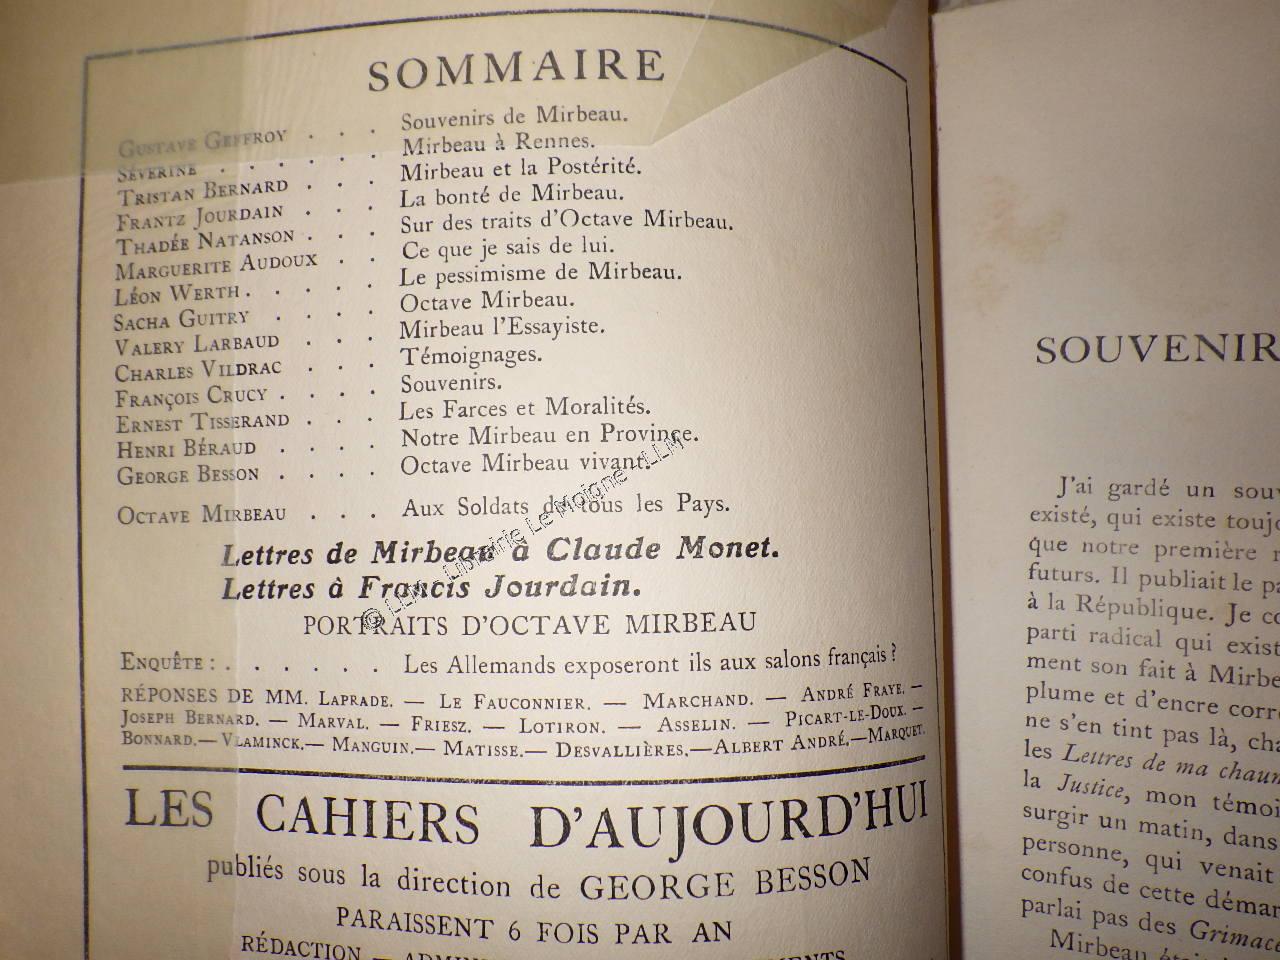 SOMMAIRE
GUSTAVE GEFFROY . . . Souvenirs de Mirbeau.
SÉVERINE . . . . . . Mirbeau à Rennes.
TRISTAN BERNARD . . . Mirbeau et la Postérité.
FRANTZ JOURDAIN . . . La bonté de Mirbeau.
THADÉE NATANSON . . . Sur des traits d'Octave Mirbeau.
MARGUERITE AUDOUX . . Ce que je sais de lui.
LÉON WERTH . . . . . Le pessimisme de Mirbeau.
SACHA GUITRY . . . . Octave Mirbeau.
VALERY LARBAUD . . . Mirbeau l'Essayiste.
CHARLES VILDRAC . . . Témoignages.
FRANÇOIS CRUCY . . . . Souvenirs.
ERNEST TISSERAND . . . Les Farces et Moralités.
HENRI BÉRAUD . . . . Notre Mirbeau en Province.
GEORGE BESSON . . . . Octave Mirbeau vivant.
OCTAVE MIRBEAU . . . Aux Soldats de tous les Pays.
Lettres de Mirbeau à Claude Monet.
Lettres à Francis Jourdain.
PORTRAITS D'OCTAVE MIRBEAU
ENQUÊTE : . . . . . . Les Allemands exposeront ils aux salons français ?
RÉPONSES DE MM. LAPRADE. — LE FAUCONNIER. — MARCHAND. — ANDRÉ FRAYE. —
JOSEPH BERNARD. — MARVAL. — FRIESZ. — LOTIRON. — ASSELIN. — PICART-LE-DOUX. —
BONNARD.— VLAMINCK.— MANGUIN.— MATISSE.— DESVALLIÈRES.—ALBERT ANDRÉ.—MARQUET.
LES CAHIERS D'AUJOURD'HUI
publiés sous la direction de GEORGE BESSON
PARAISSENT 6 FOIS PAR AN
RÉDACTION —
© LLM - Librairie Le Moigne - LLM
SOUVENIR
J'ai gardé un sou
existé, qui existe touj
que notre première
futurs. Il publiait le pa
à la République. Je co
parti radical qui exist
ment son fait à Mirbe
plume et d'encre corr
ne s'en tint pas là, cha
les Lettres de ma chaum
la Justice, mon témoi
surgir un matin, dans
personne, qui venait
confus de cette démar
parlai pas des Grimace
Mirbeau